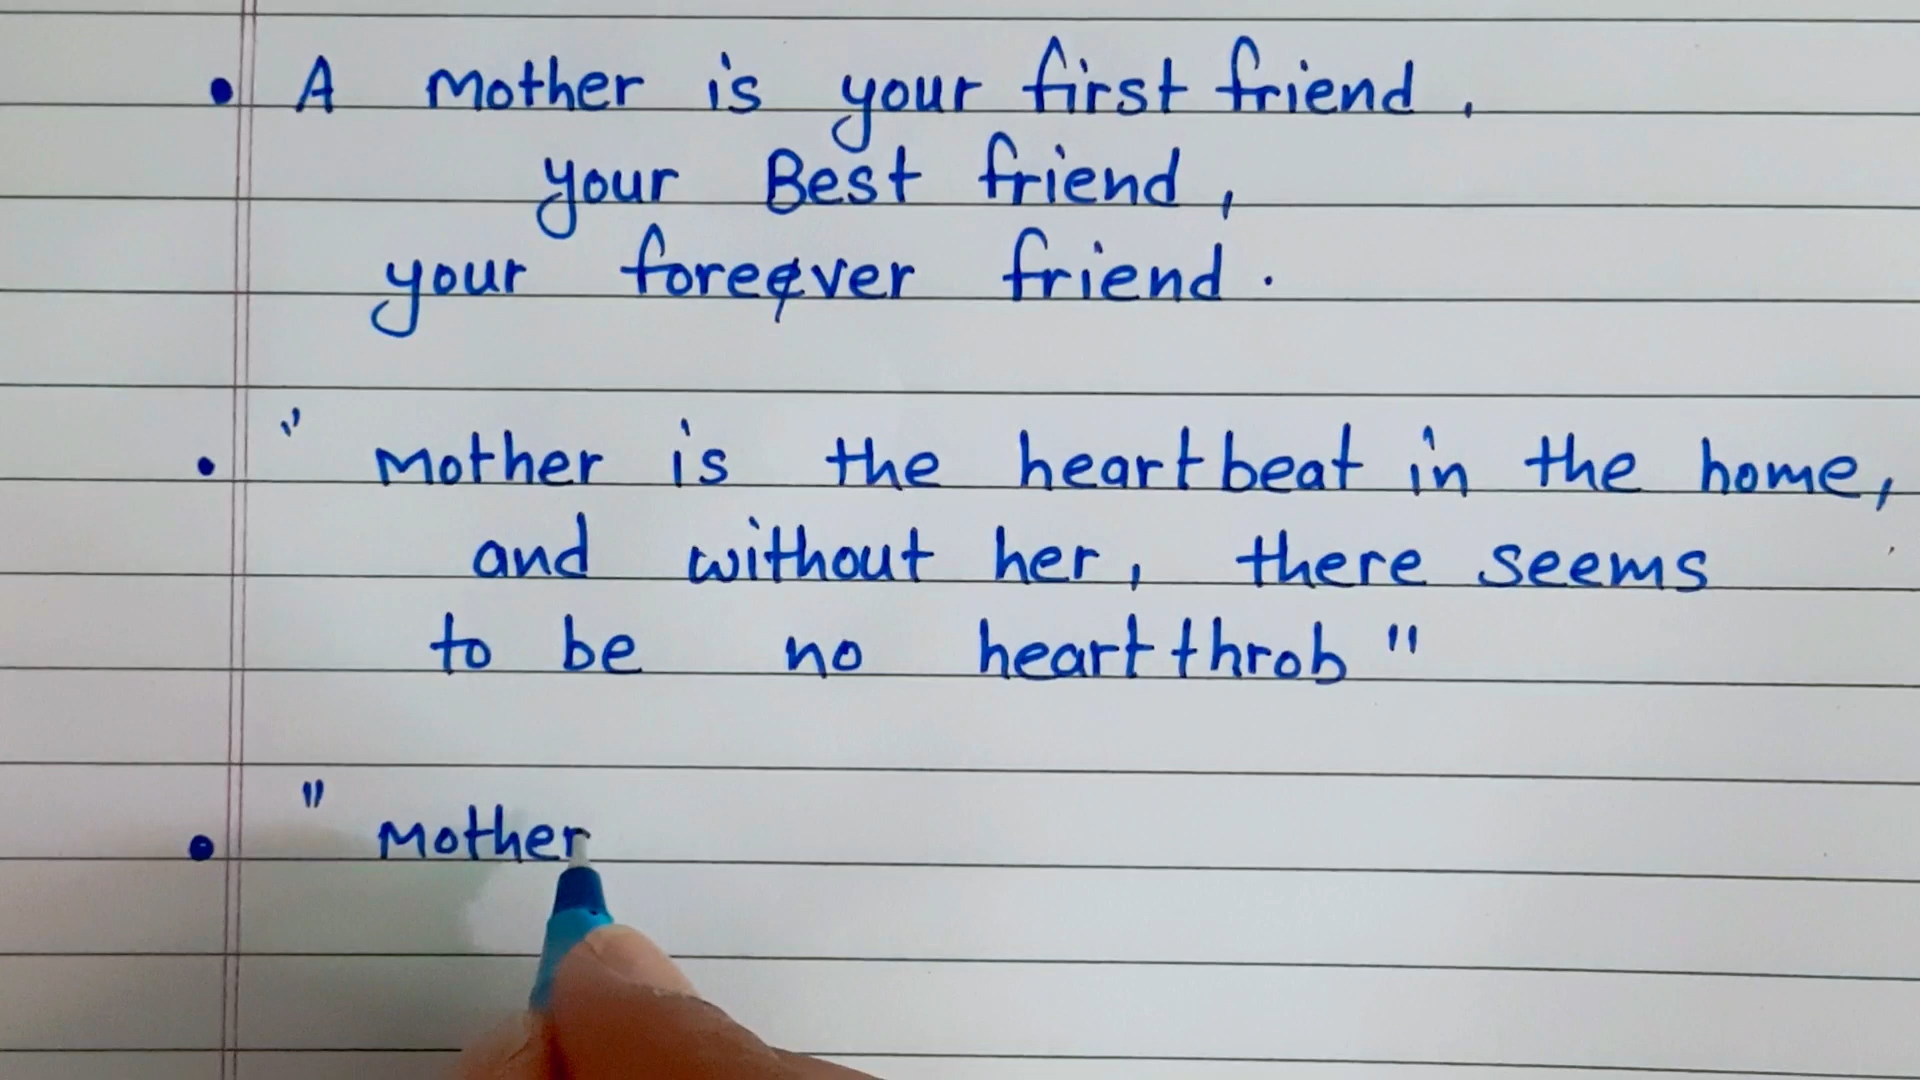 • A Mother is your first friend,
your Best friend,
your foreever friend.
• " Mother is the heartbeat in the home,
and without her, there seems
to be no heartthrob "
• " Mother